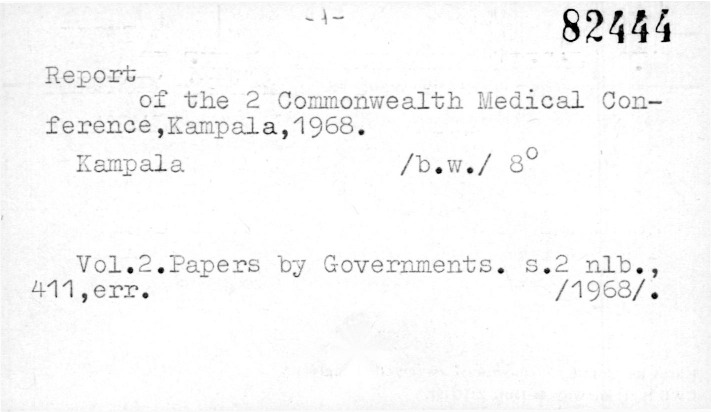 -1-
82444
Report
of the 2 Commonwealth Medical Con-
ference,Kampala,1968.
Kampala /b.w./ 8°
Vol.2.Papers by Governments. s.2 nlb.,
411,err. /1968/.